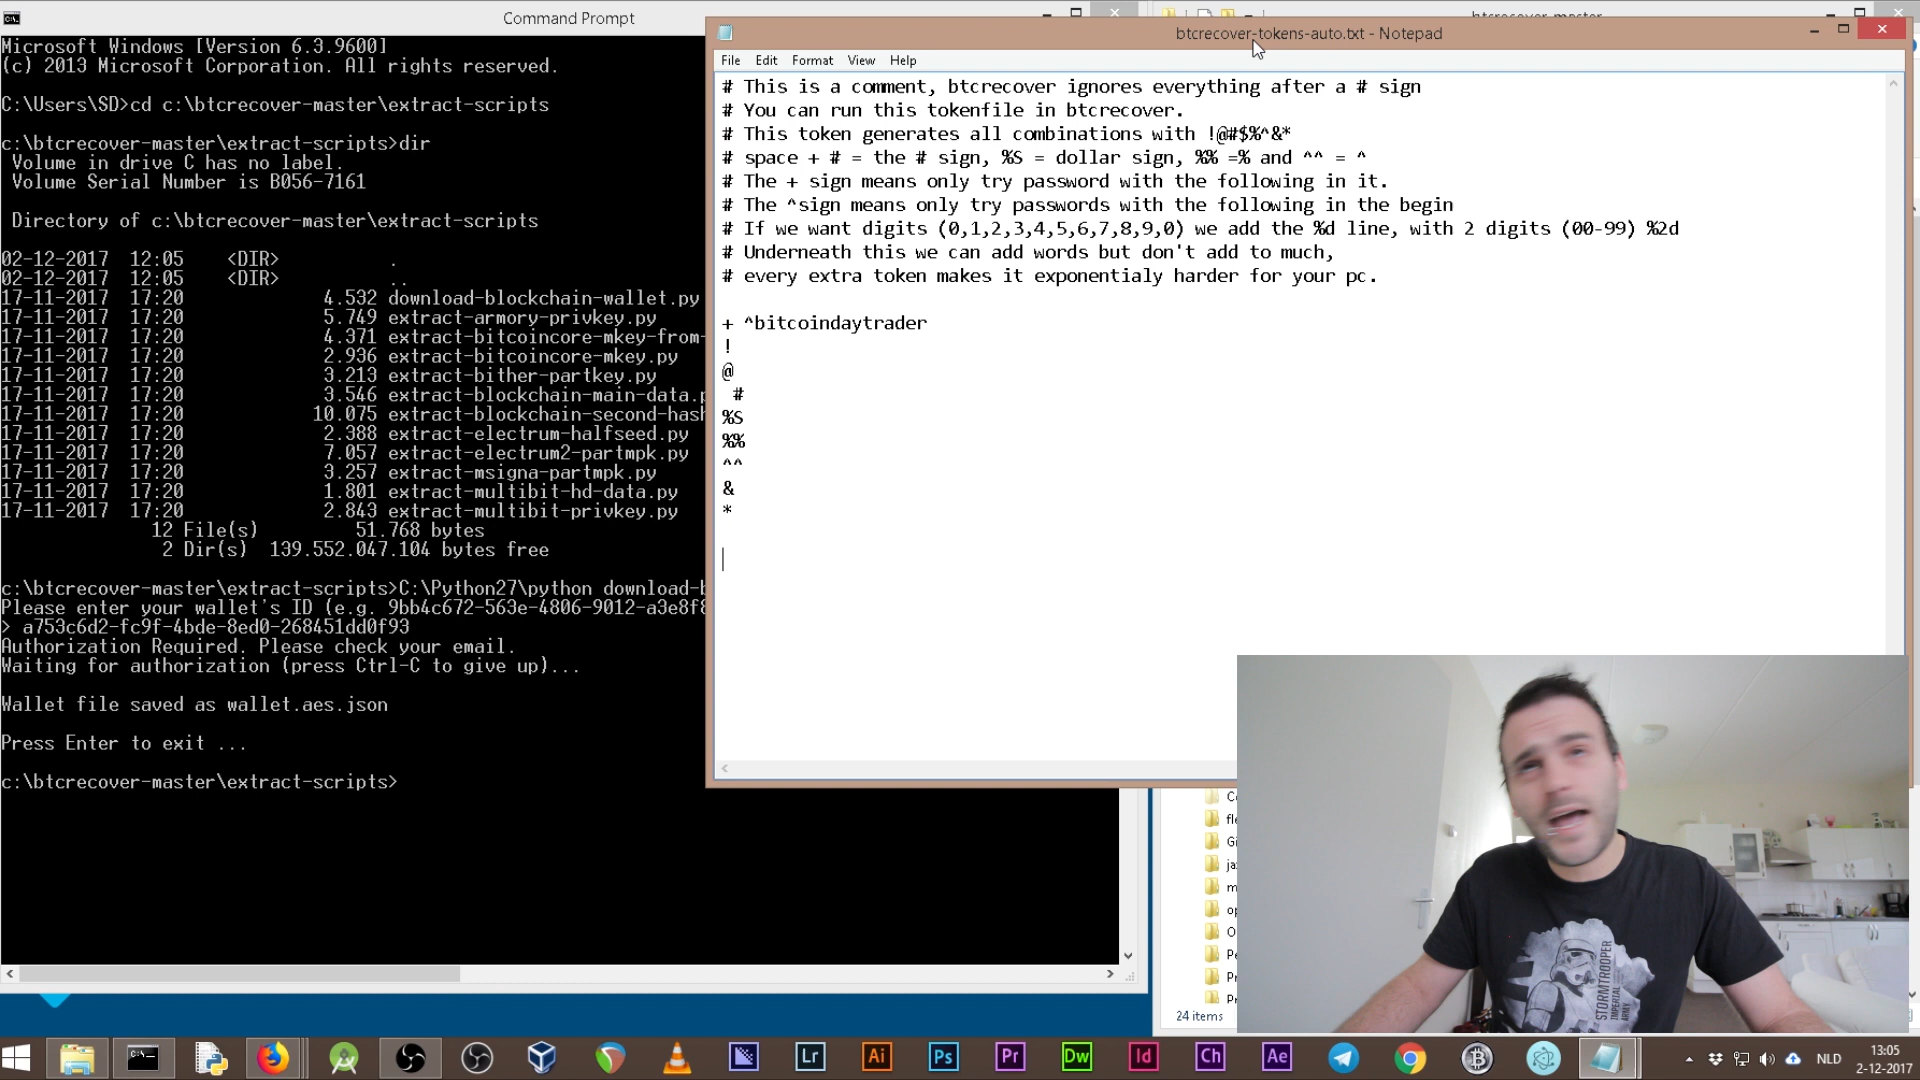 Command Prompt
Microsoft Windows [Version 6.3.9600]
(c) 2013 Microsoft Corporation. All rights reserved.
C:\Users\SD>cd c:\btcrecover-master\extract-scripts
c:\btcrecover-master\extract-scripts>dir
Volume in drive C has no label.
Volume Serial Number is B056-7161
Directory of c:\btcrecover-master\extract-scripts
02-12-2017 12:05 <DIR> .
02-12-2017 12:05 <DIR> ..
17-11-2017 17:20 4.532 download-blockchain-wallet.py
17-11-2017 17:20 5.749 extract-armory-privkey.py
17-11-2017 17:20 4.371 extract-bitcoincore-mkey-from-
17-11-2017 17:20 2.936 extract-bitcoincore-mkey.py
17-11-2017 17:20 3.213 extract-bither-partkey.py
17-11-2017 17:20 3.546 extract-blockchain-main-data.p
17-11-2017 17:20 10.075 extract-blockchain-second-hash
17-11-2017 17:20 2.388 extract-electrum-halfseed.py
17-11-2017 17:20 7.057 extract-electrum2-partmpk.py
17-11-2017 17:20 3.257 extract-msigna-partmpk.py
17-11-2017 17:20 1.801 extract-multibit-hd-data.py
17-11-2017 17:20 2.843 extract-multibit-privkey.py
12 File(s) 51.768 bytes
2 Dir(s) 139.552.047.104 bytes free
c:\btcrecover-master\extract-scripts>C:\Python27\python download-b
Please enter your wallet's ID (e.g. 9bb4c672-563e-4806-9012-a3e8f8
> a753c6d2-fc9f-4bde-8ed0-268451dd0f93
Authorization Required. Please check your email.
Waiting for authorization (press Ctrl-C to give up)...
Wallet file saved as wallet.aes.json
Press Enter to exit ...
c:\btcrecover-master\extract-scripts>
btcrecover-tokens-auto.txt - Notepad
File Edit Format View Help
# This is a comment, btcrecover ignores everything after a # sign
# You can run this tokenfile in btcrecover.
# This token generates all combinations with !@#$%^&*
# space + # = the # sign, %S = dollar sign, %% =% and ^^ = ^
# The + sign means only try password with the following in it.
# The ^sign means only try passwords with the following in the begin
# If we want digits (0,1,2,3,4,5,6,7,8,9,0) we add the %d line, with 2 digits (00-99) %2d
# Underneath this we can add words but don't add to much,
# every extra token makes it exponentialy harder for your pc.
+ ^bitcoindaytrader
!
@
#
%S
%%
^^
&
*
24 items
STORMTROOPER
IMPERIAL
ARMY
Lr Ai Ps Pr Dw Id Ch Ae
NLD
13:05
2-12-2017